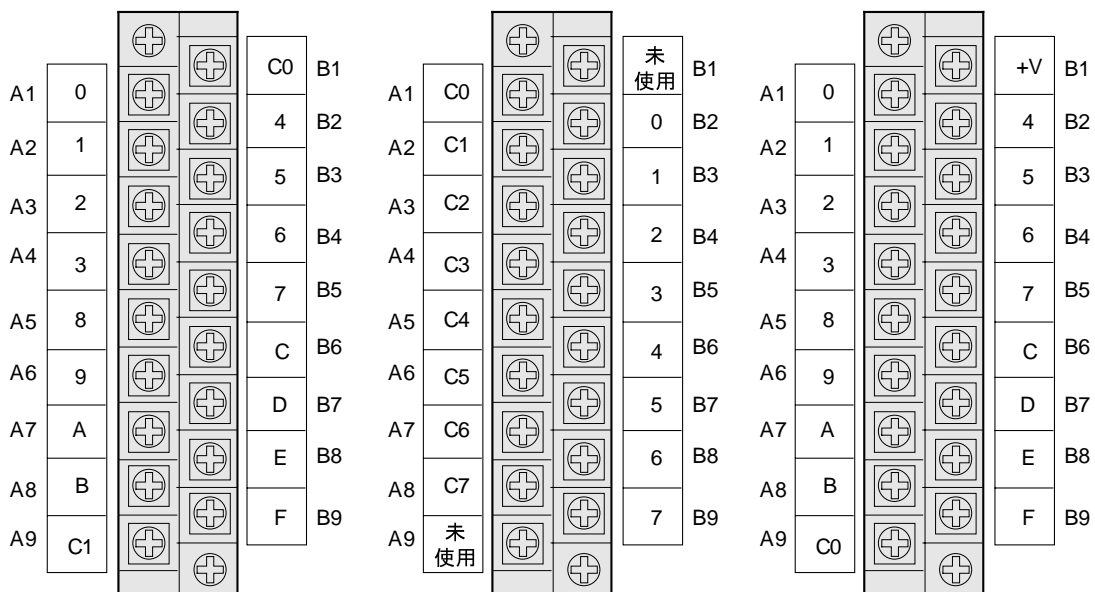 C0 B1
A1 0
4 B2
A2 1
5 B3
A3 2
6 B4
A4 3
7 B5
A5 8
C B6
A6 9
D B7
A7 A
E B8
A8 B
F B9
A9 C1
未
使用 B1
A1 C0
0 B2
A2 C1
1 B3
A3 C2
2 B4
A4 C3
3 B5
A5 C4
4 B6
A6 C5
5 B7
A7 C6
6 B8
A8 C7
7 B9
A9 未
使用
+V B1
A1 0
4 B2
A2 1
5 B3
A3 2
6 B4
A4 3
7 B5
A5 8
C B6
A6 9
D B7
A7 A
E B8
A8 B
F B9
A9 C0